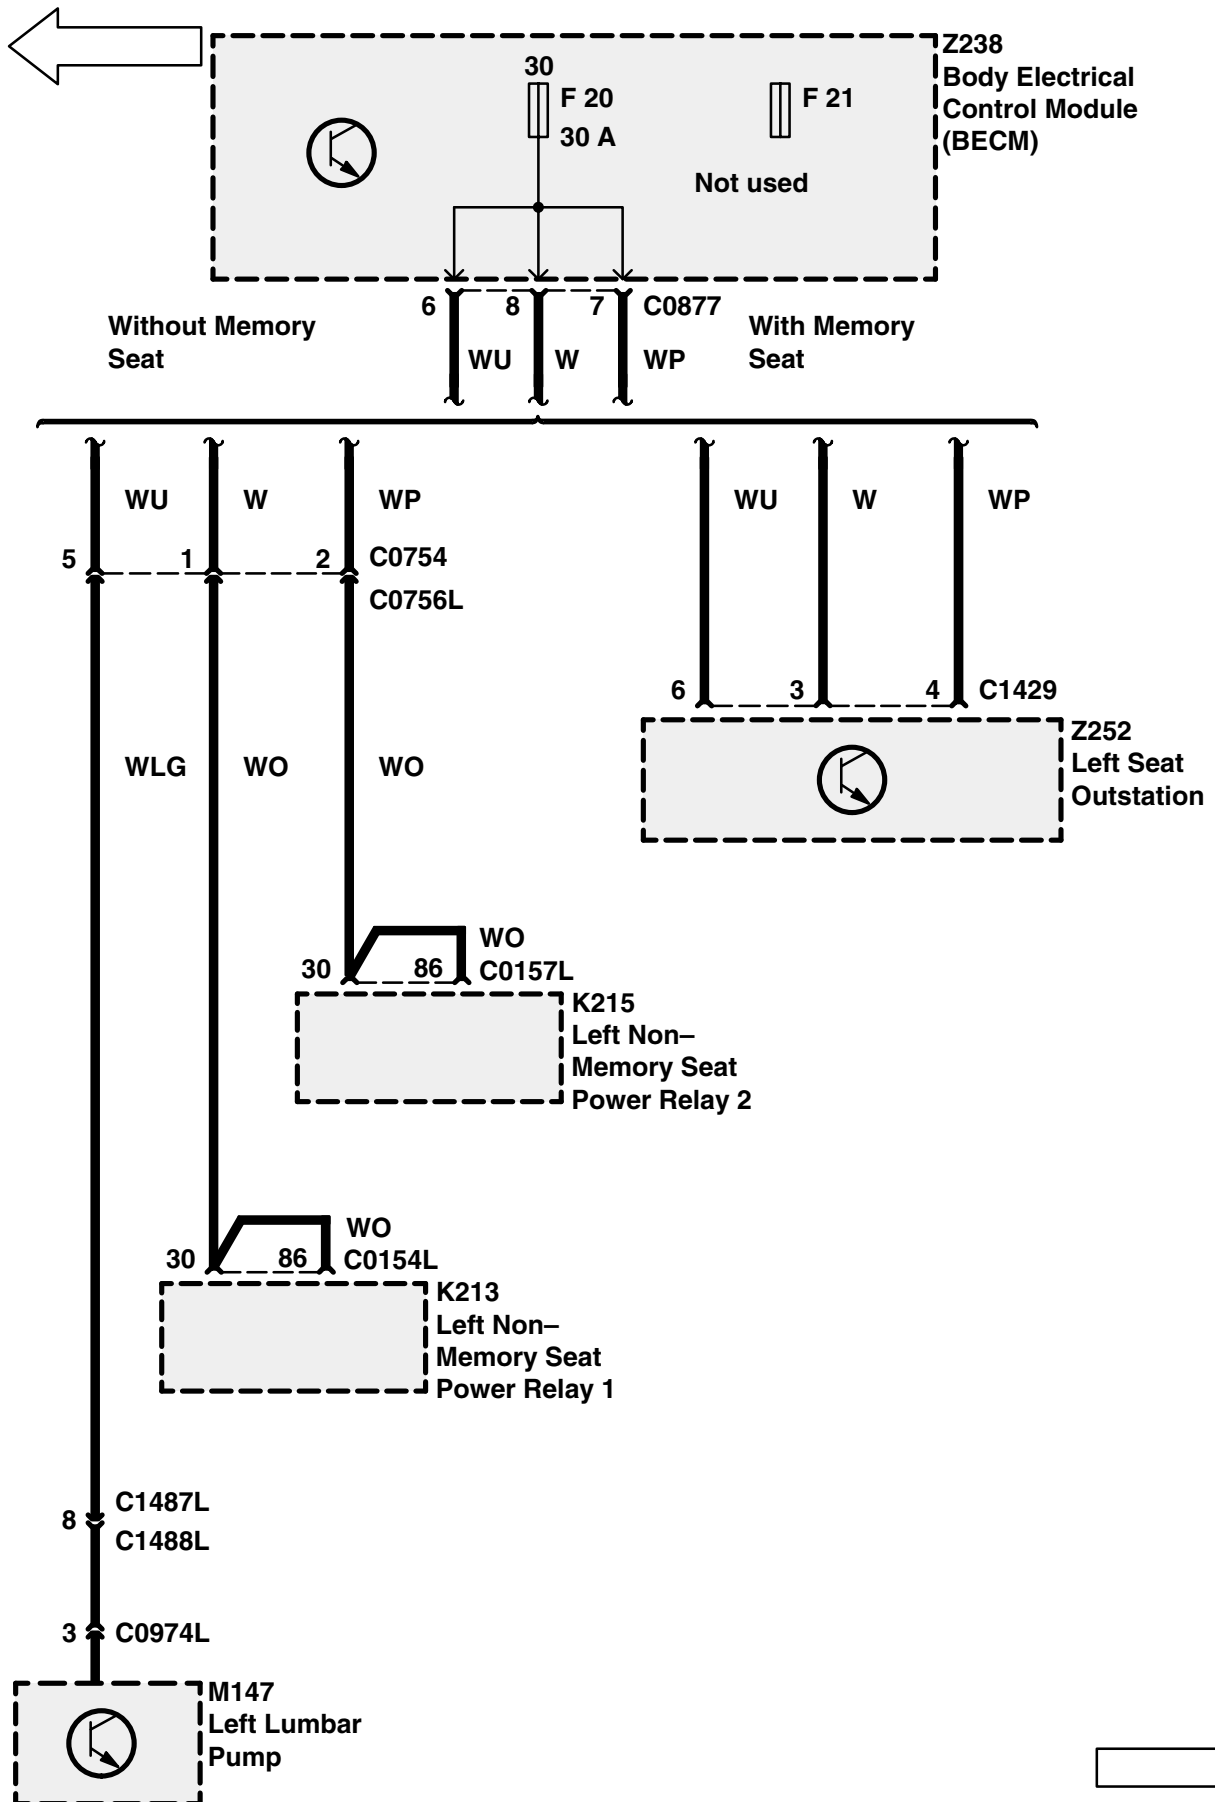 Z238
Body Electrical
Control Module
(BECM)
30
F 20
30 A
F 21
Not used
6
8
7
C0877
Without Memory
Seat
With Memory
Seat
WU
W
WP
WU
W
WP
WU
W
WP
5
1
2
C0754
C0756L
6
3
4
C1429
Z252
Left Seat
Outstation
WLG
WO
WO
WO
30
86
C0157L
K215
Left Non–
Memory Seat
Power Relay 2
WO
30
86
C0154L
K213
Left Non–
Memory Seat
Power Relay 1
8
C1487L
C1488L
3
C0974L
M147
Left Lumbar
Pump